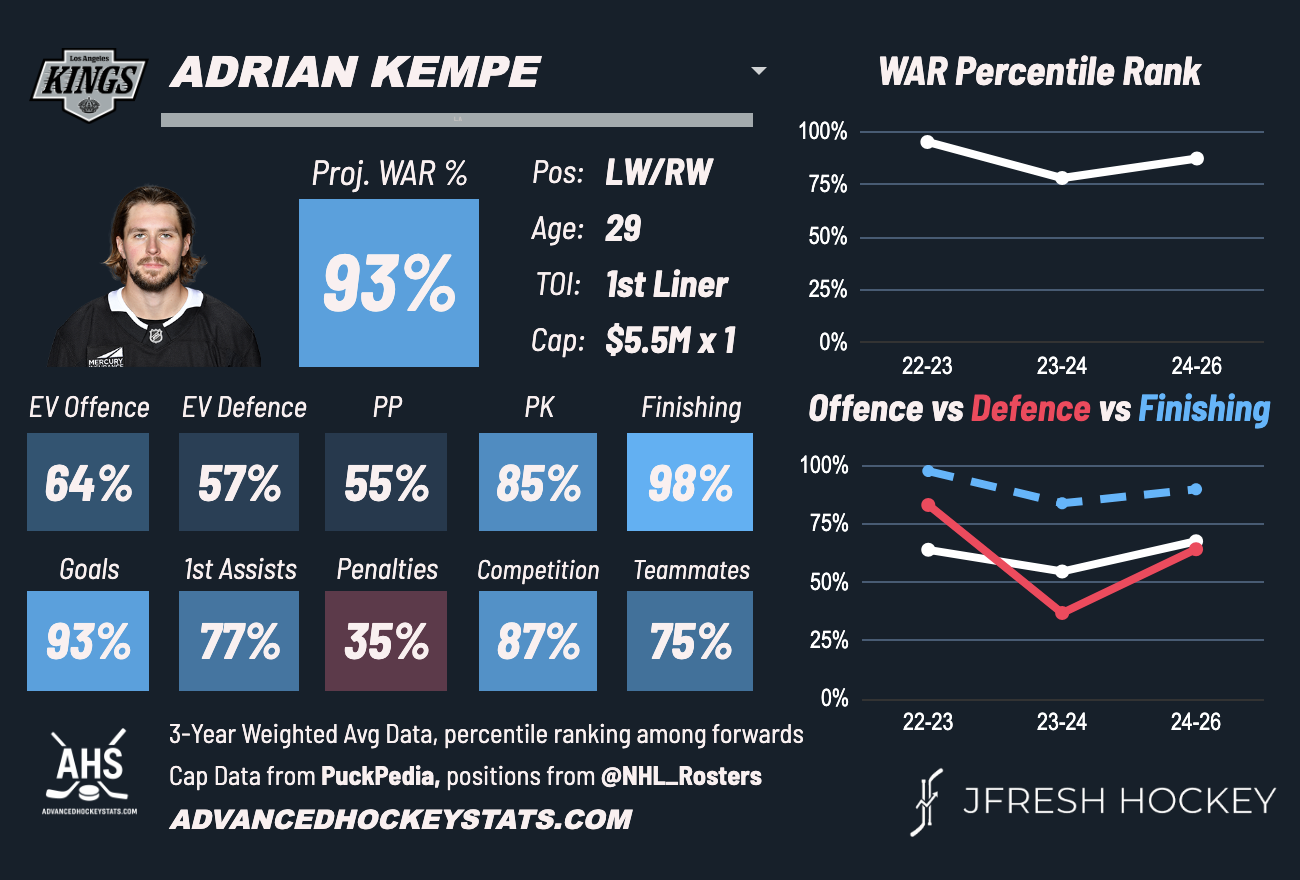 Los Angeles
KINGS
ADRIAN KEMPE
Proj. WAR %
93%
Pos: LW/RW
Age: 29
TOI: 1st Liner
Cap: $5.5M x 1
MERCURY
EV Offence EV Defence PP PK Finishing
64% 57% 55% 85% 98%
Goals 1st Assists Penalties Competition Teammates
93% 77% 35% 87% 75%
WAR Percentile Rank
100%
75%
50%
25%
0%
22-23 23-24 24-26
Offence vs Defence vs Finishing
100%
75%
50%
25%
0%
22-23 23-24 24-26
AHS
ADVANCEDHOCKEYSTATS.COM
3-Year Weighted Avg Data, percentile ranking among forwards
Cap Data from PuckPedia, positions from @NHL_Rosters
ADVANCEDHOCKEYSTATS.COM
JFRESH HOCKEY